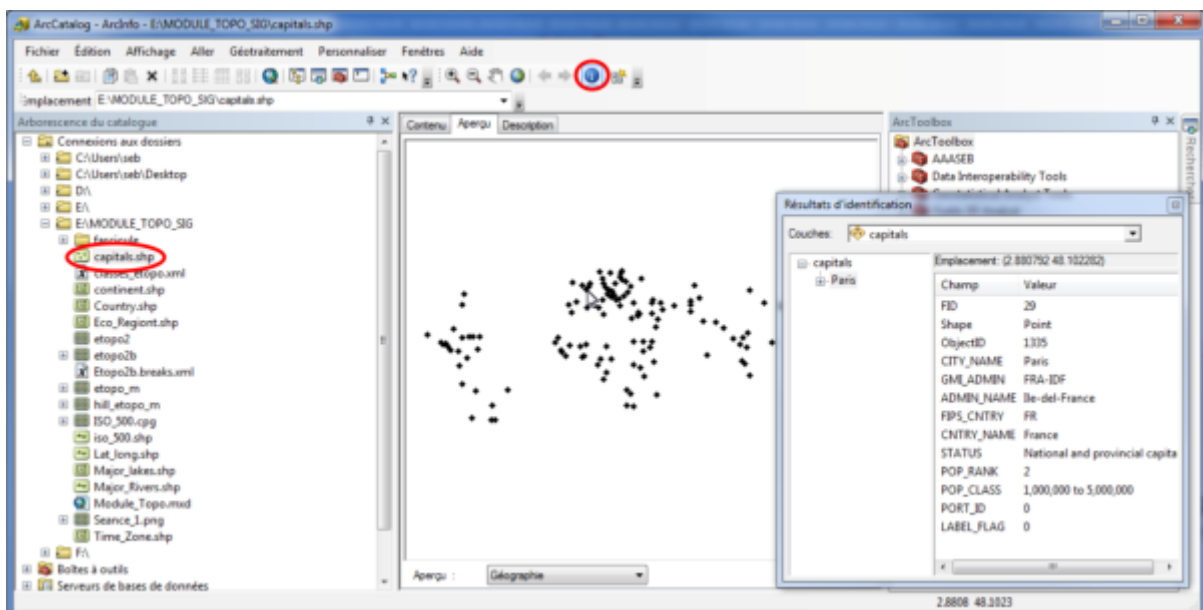 ArcCatalog - ArcInfo - E:\MODULE_TOPO_SIG\capitals.shp
Fichier Édition Affichage Aller Géotraitement Personnaliser Fenêtres Aide
Emplacement E:\MODULE_TOPO_SIG\capitals.shp
Arborescence du catalogue
Connexions aux dossiers
C:\Users\seb
C:\Users\seb\Desktop
D:\
E:\
E:\MODULE_TOPO_SIG
fascicule
capitals.shp
classes_etopo.xml
continent.shp
Country.shp
Eco_Regiont.shp
etopo2
etopo2b
Etopo2b.breaks.xml
etopo_m
hill_etopo_m
ISO_500.cpg
iso_500.shp
Lat_long.shp
Major_lakes.shp
Major_Rivers.shp
Module_Topo.mxd
Seance_1.png
Time_Zone.shp
F:\
Boîtes à outils
Serveurs de bases de données
Contenu Aperçu Description
Aperçu : Géographie
ArcToolbox
ArcToolbox
AAASEB
Data Interoperability Tools
Résultats d'identification
Couches: capitals
capitals
Paris
Emplacement: (2.880792 48.102282)
Champ Valeur
FID 29
Shape Point
ObjectID 1335
CITY_NAME Paris
GMI_ADMIN FRA-IDF
ADMIN_NAME Ile-del-France
FIPS_CNTRY FR
CNTRY_NAME France
STATUS National and provincial capita
POP_RANK 2
POP_CLASS 1,000,000 to 5,000,000
PORT_ID 0
LABEL_FLAG 0
2.8808 48.1023